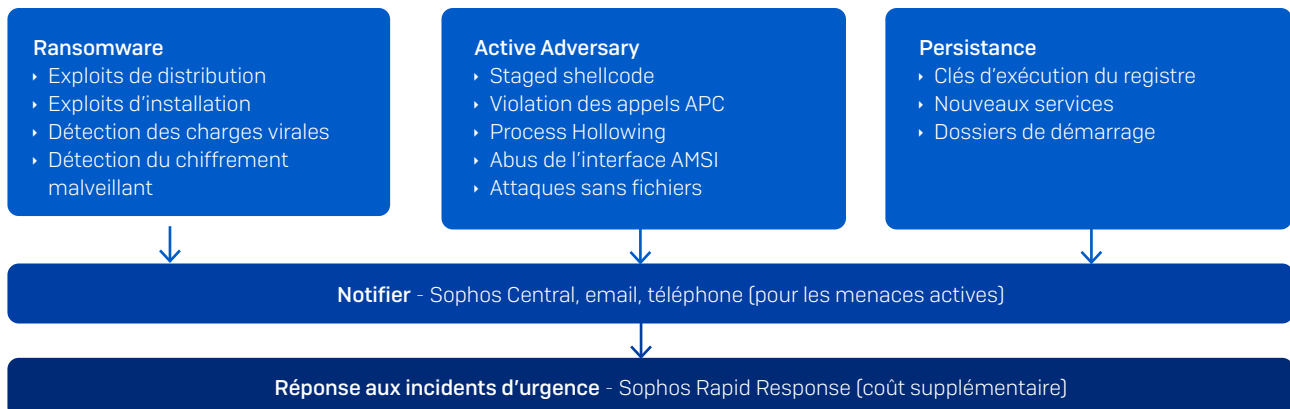 Ransomware
‣ Exploits de distribution
‣ Exploits d’installation
‣ Détection des charges virales
‣ Détection du chiffrement
malveillant
Active Adversary
‣ Staged shellcode
‣ Violation des appels APC
‣ Process Hollowing
‣ Abus de l’interface AMSI
‣ Attaques sans fichiers
Persistance
‣ Clés d’exécution du registre
‣ Nouveaux services
‣ Dossiers de démarrage
Notifier - Sophos Central, email, téléphone (pour les menaces actives)
Réponse aux incidents d’urgence - Sophos Rapid Response (coût supplémentaire)